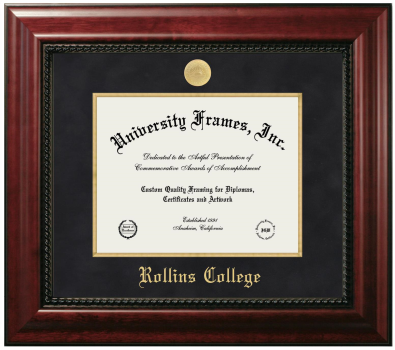 University Frames, Inc.
Dedicated to the Artful Presentation of
Commemorative Awards of Accomplishment
Custom Quality Framing for Diplomas,
Certificates and Artwork
Established 1991
Anaheim, California
Rollins College